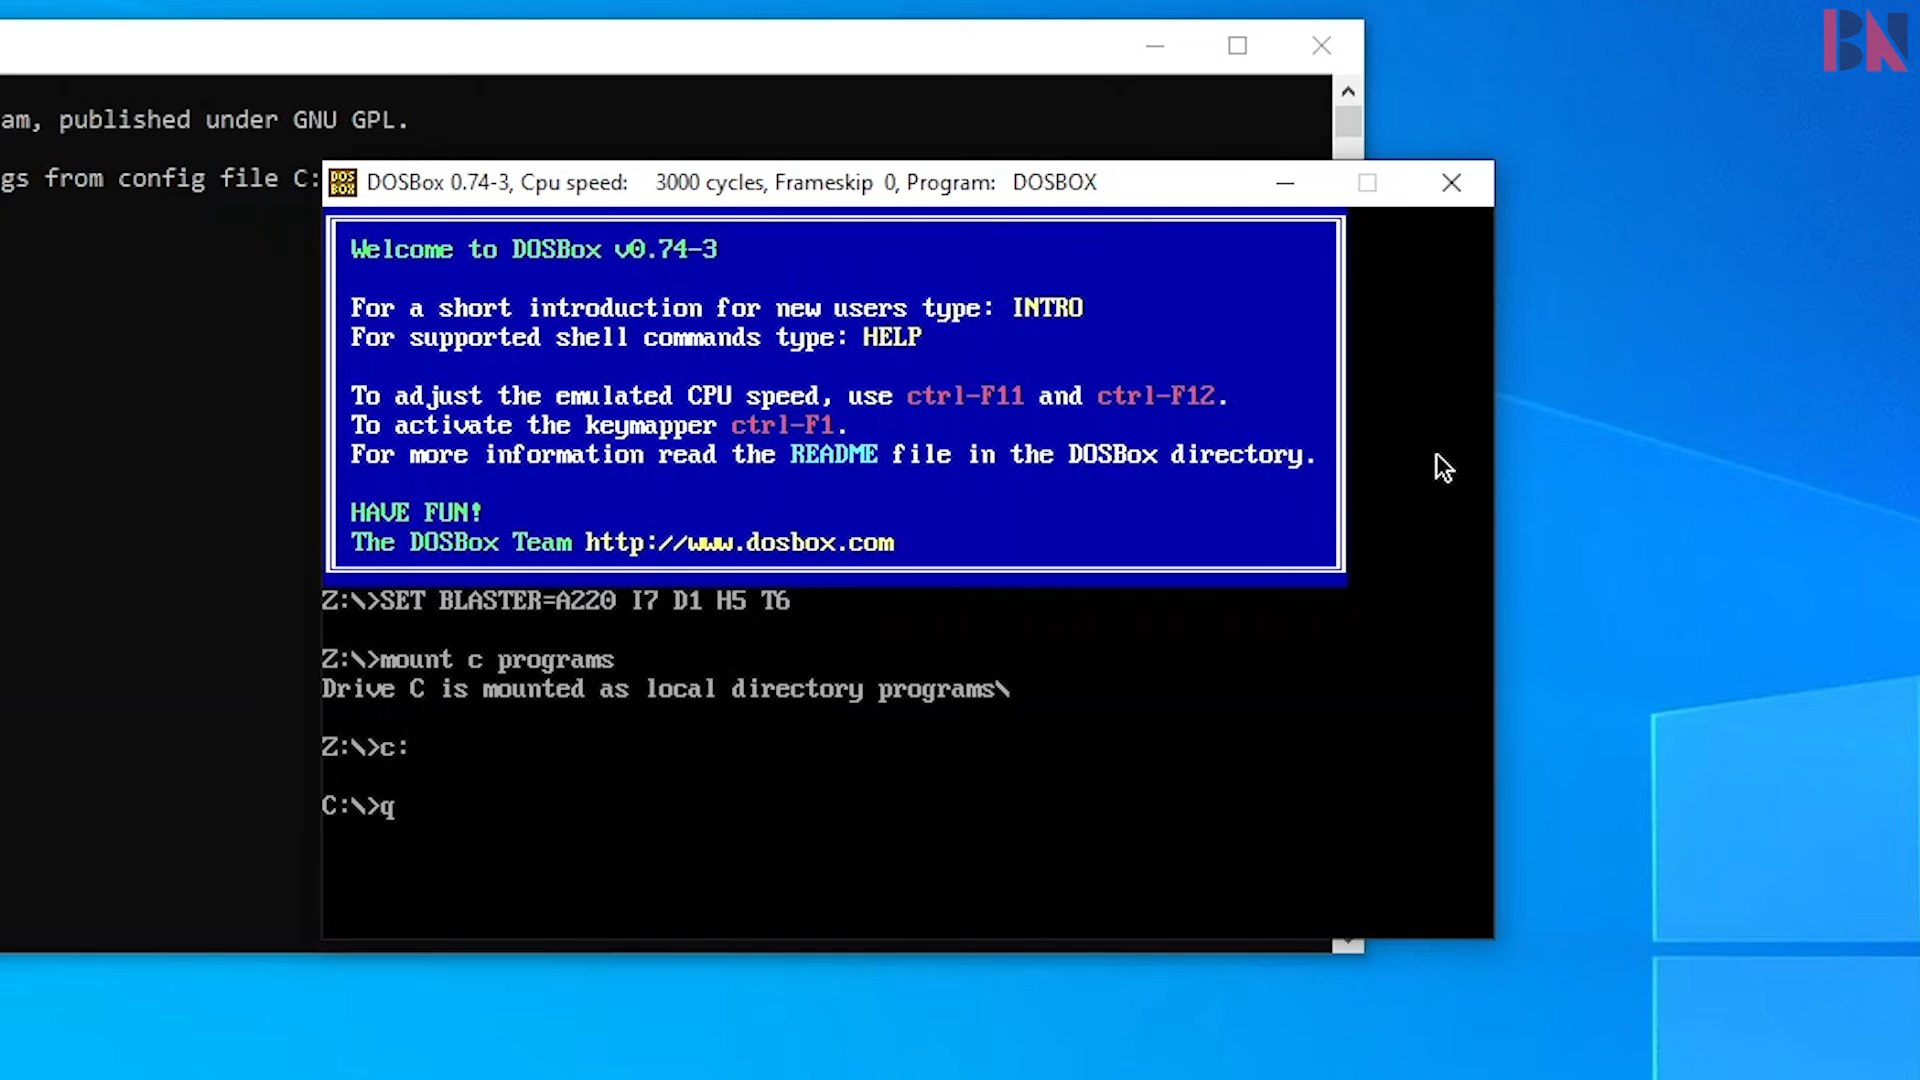 BN
am, published under GNU GPL.
gs from config file C:
DOS
BOX
DOSBox 0.74-3, Cpu speed: 3000 cycles, Frameskip 0, Program: DOSBOX
Welcome to DOSBox v0.74-3
For a short introduction for new users type: INTRO
For supported shell commands type: HELP
To adjust the emulated CPU speed, use ctrl-F11 and ctrl-F12.
To activate the keymapper ctrl-F1.
For more information read the README file in the DOSBox directory.
HAVE FUN!
The DOSBox Team http://www.dosbox.com
Z:\>SET BLASTER=A220 I7 D1 H5 T6
Z:\>mount c programs
Drive C is mounted as local directory programs\
Z:\>c:
C:\>q